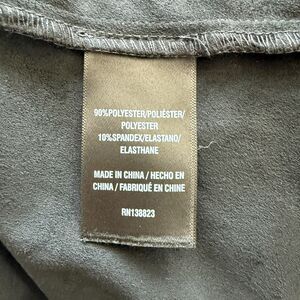 90%POLYESTER/POLIÉSTER/
POLYESTER
10%SPANDEX/ELASTANO/
ELASTHANE
MADE IN CHINA / HECHO EN
CHINA / FABRIQUÉ EN CHINE
RN138823